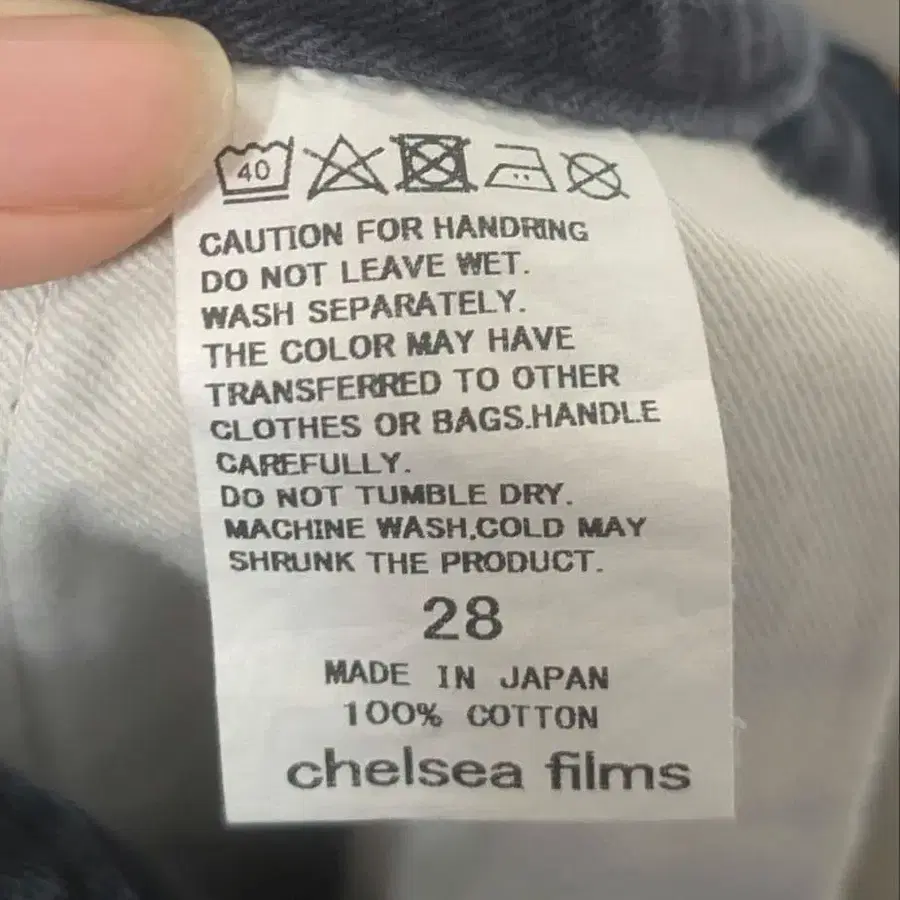 40
CAUTION FOR HANDRING
DO NOT LEAVE WET.
WASH SEPARATELY.
THE COLOR MAY HAVE
TRANSFERRED TO OTHER
CLOTHES OR BAGS.HANDLE
CAREFULLY.
DO NOT TUMBLE DRY.
MACHINE WASH,COLD MAY
SHRUNK THE PRODUCT.
28
MADE IN JAPAN
100% COTTON
chelsea films